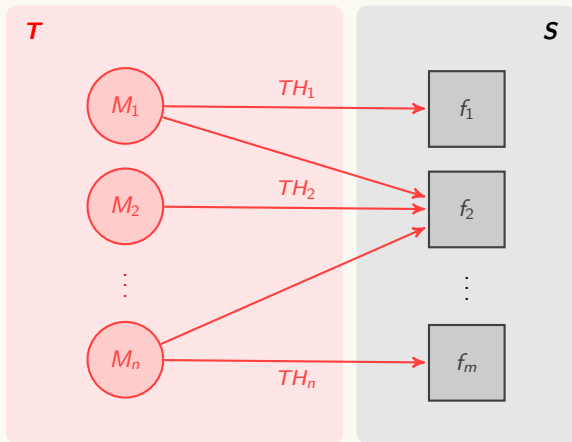 T
S
M₁
TH₁
f₁
M₂
TH₂
f₂
⋮
⋮
Mₙ
THₙ
fₘ